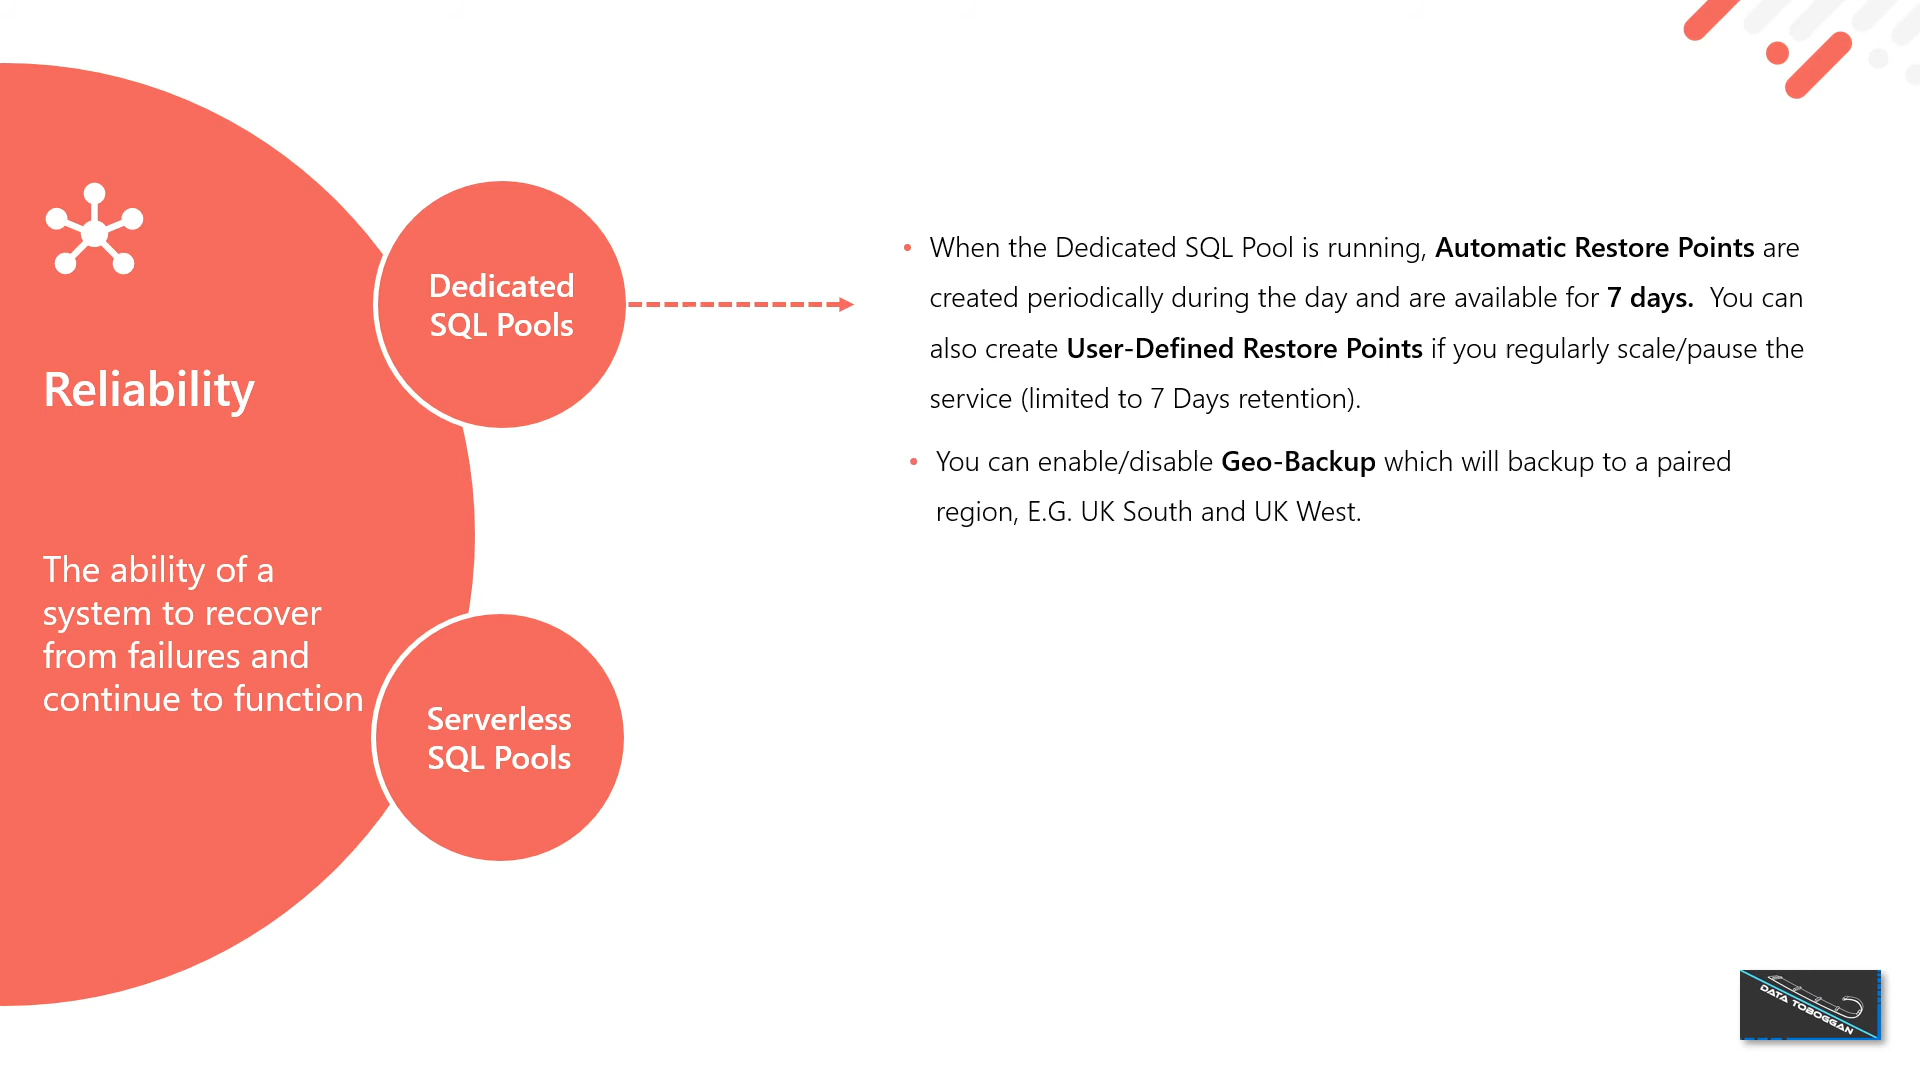 Reliability
The ability of a
system to recover
from failures and
continue to function
Dedicated
SQL Pools
• When the Dedicated SQL Pool is running, Automatic Restore Points are
created periodically during the day and are available for 7 days. You can
also create User-Defined Restore Points if you regularly scale/pause the
service (limited to 7 Days retention).
• You can enable/disable Geo-Backup which will backup to a paired
region, E.G. UK South and UK West.
Serverless
SQL Pools
DATA TOBOGGAN